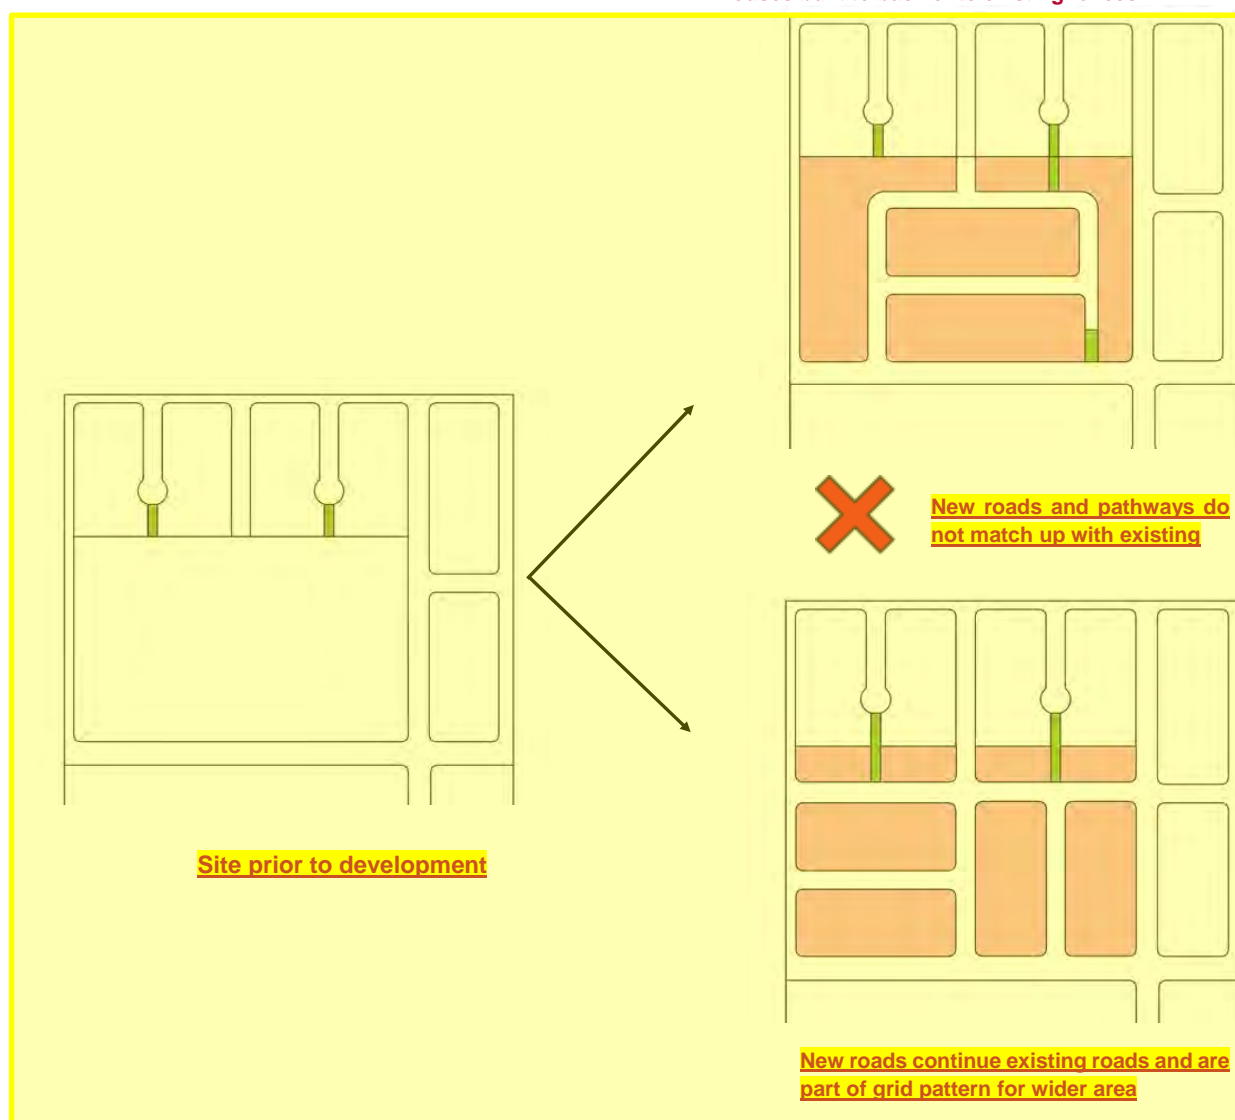 New roads and pathways do
not match up with existing
Site prior to development
New roads continue existing roads and are
part of grid pattern for wider area